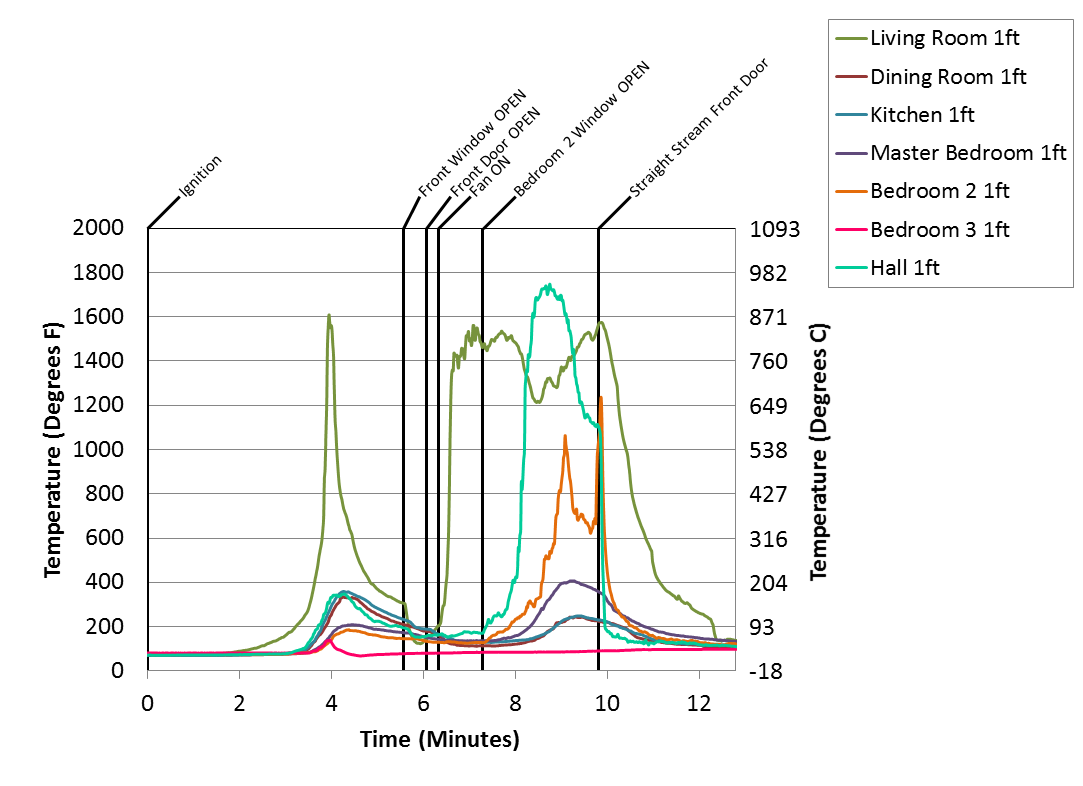 Living Room 1ft
Dining Room 1ft
Kitchen 1ft
Master Bedroom 1ft
Bedroom 2 1ft
Bedroom 3 1ft
Hall 1ft
Ignition
Front Window OPEN
Front Door OPEN
Fan ON
Bedroom 2 Window OPEN
Straight Stream Front Door
Temperature (Degrees F)
2000
1800
1600
1400
1200
1000
800
600
400
200
0
1093
982
871
760
649
538
427
316
204
93
-18
Temperature (Degrees C)
0 2 4 6 8 10 12
Time (Minutes)